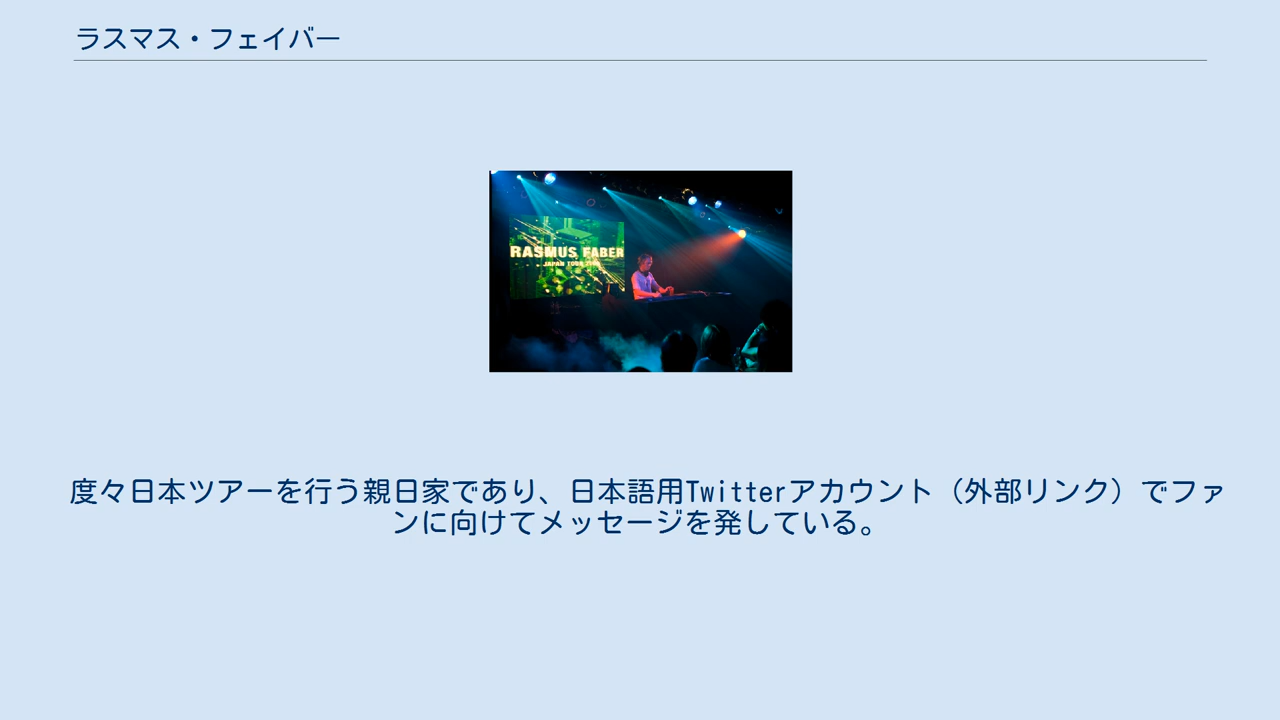 ラスマス・フェイバー
RASMUS FABER
度々日本ツアーを行う親日家であり、日本語用Twitterアカウント（外部リンク）でファ
ンに向けてメッセージを発している。